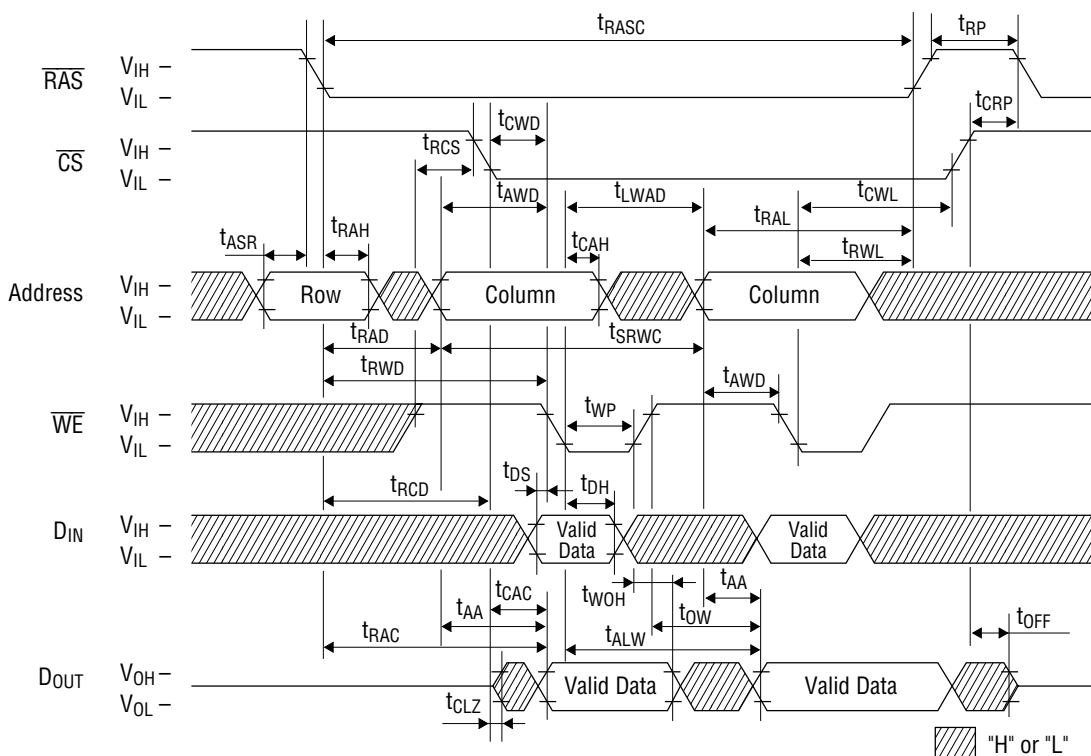 tRASC
tRP
RAS
VIH –
VIL –
tCRP
tCWD
tRCS
CS
VIH –
VIL –
tCWL
tAWD
tLWAD
tRAL
tASR
tRAH
tCAH
tRWL
Address
VIH –
VIL –
Row
Column
Column
tRAD
tSRWC
tRWD
tAWD
WE
VIH –
VIL –
tWP
tRCD
tDS
tDH
DIN
VIH –
VIL –
Valid
Data
Valid
Data
tCAC
tWOH
tAA
tAA
tOW
tOFF
tRAC
tALW
DOUT
VOH –
VOL –
Valid Data
Valid Data
tCLZ
"H" or "L"